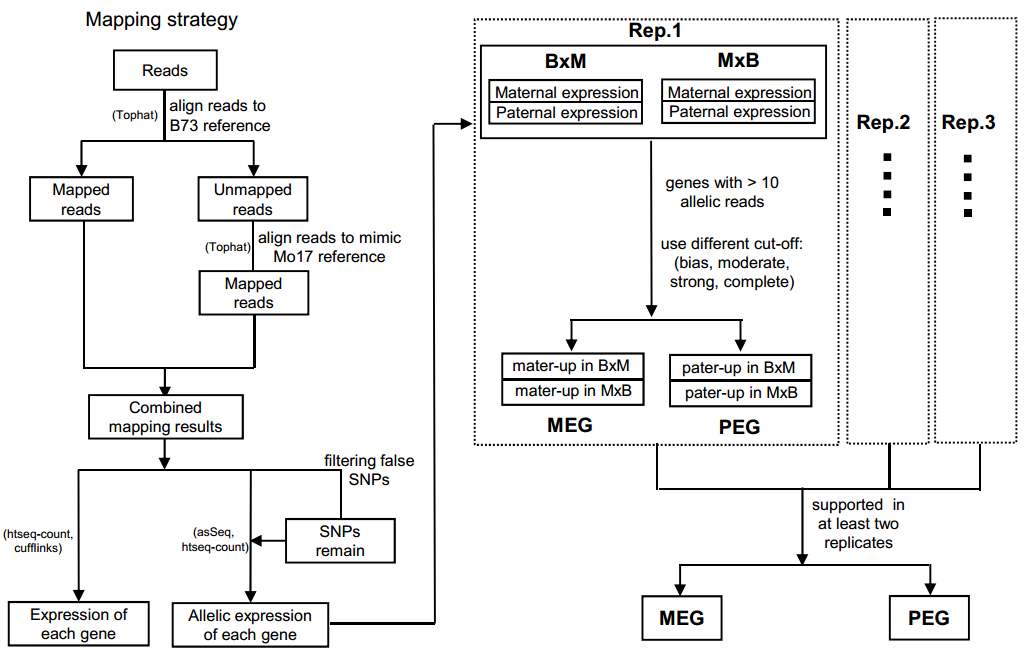 Mapping strategy
Reads
(Tophat)
align reads to
B73 reference
Mapped
reads
Unmapped
reads
(Tophat)
align reads to mimic
Mo17 reference
Mapped
reads
Combined
mapping results
filtering false
SNPs
(htseq-count,
cufflinks)
(asSeq,
htseq-count)
SNPs
remain
Expression of
each gene
Allelic expression
of each gene
Rep.1
BxM
Maternal expression
Paternal expression
MxB
Maternal expression
Paternal expression
genes with > 10
allelic reads
use different cut-off:
(bias, moderate,
strong, complete)
mater-up in BxM
mater-up in MxB
MEG
pater-up in BxM
pater-up in MxB
PEG
Rep.2
Rep.3
supported in
at least two
replicates
MEG
PEG